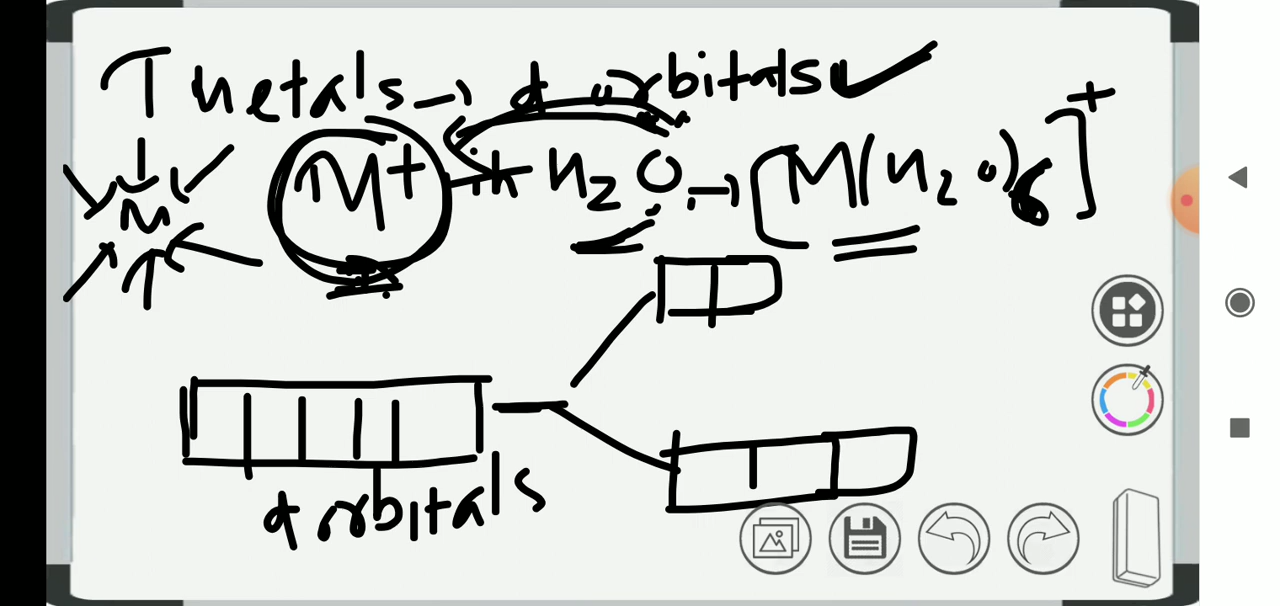 T metals → d orbitals ✓
M
M+ + H2O → [M(H2O)6]+
d orbitals